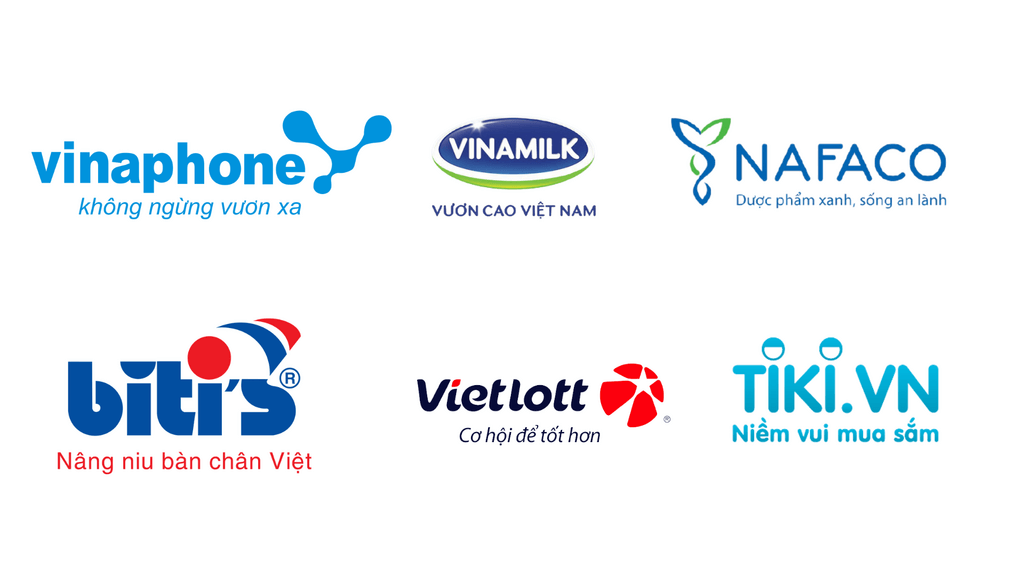 vinaphone
không ngừng vươn xa
VINAMILK
VƯƠN CAO VIỆT NAM
NAFACO
Dược phẩm xanh, sống an lành
biti's ®
Nâng niu bàn chân Việt
Vietlott ®
Cơ hội để tốt hơn
TIKI.VN
Niềm vui mua sắm